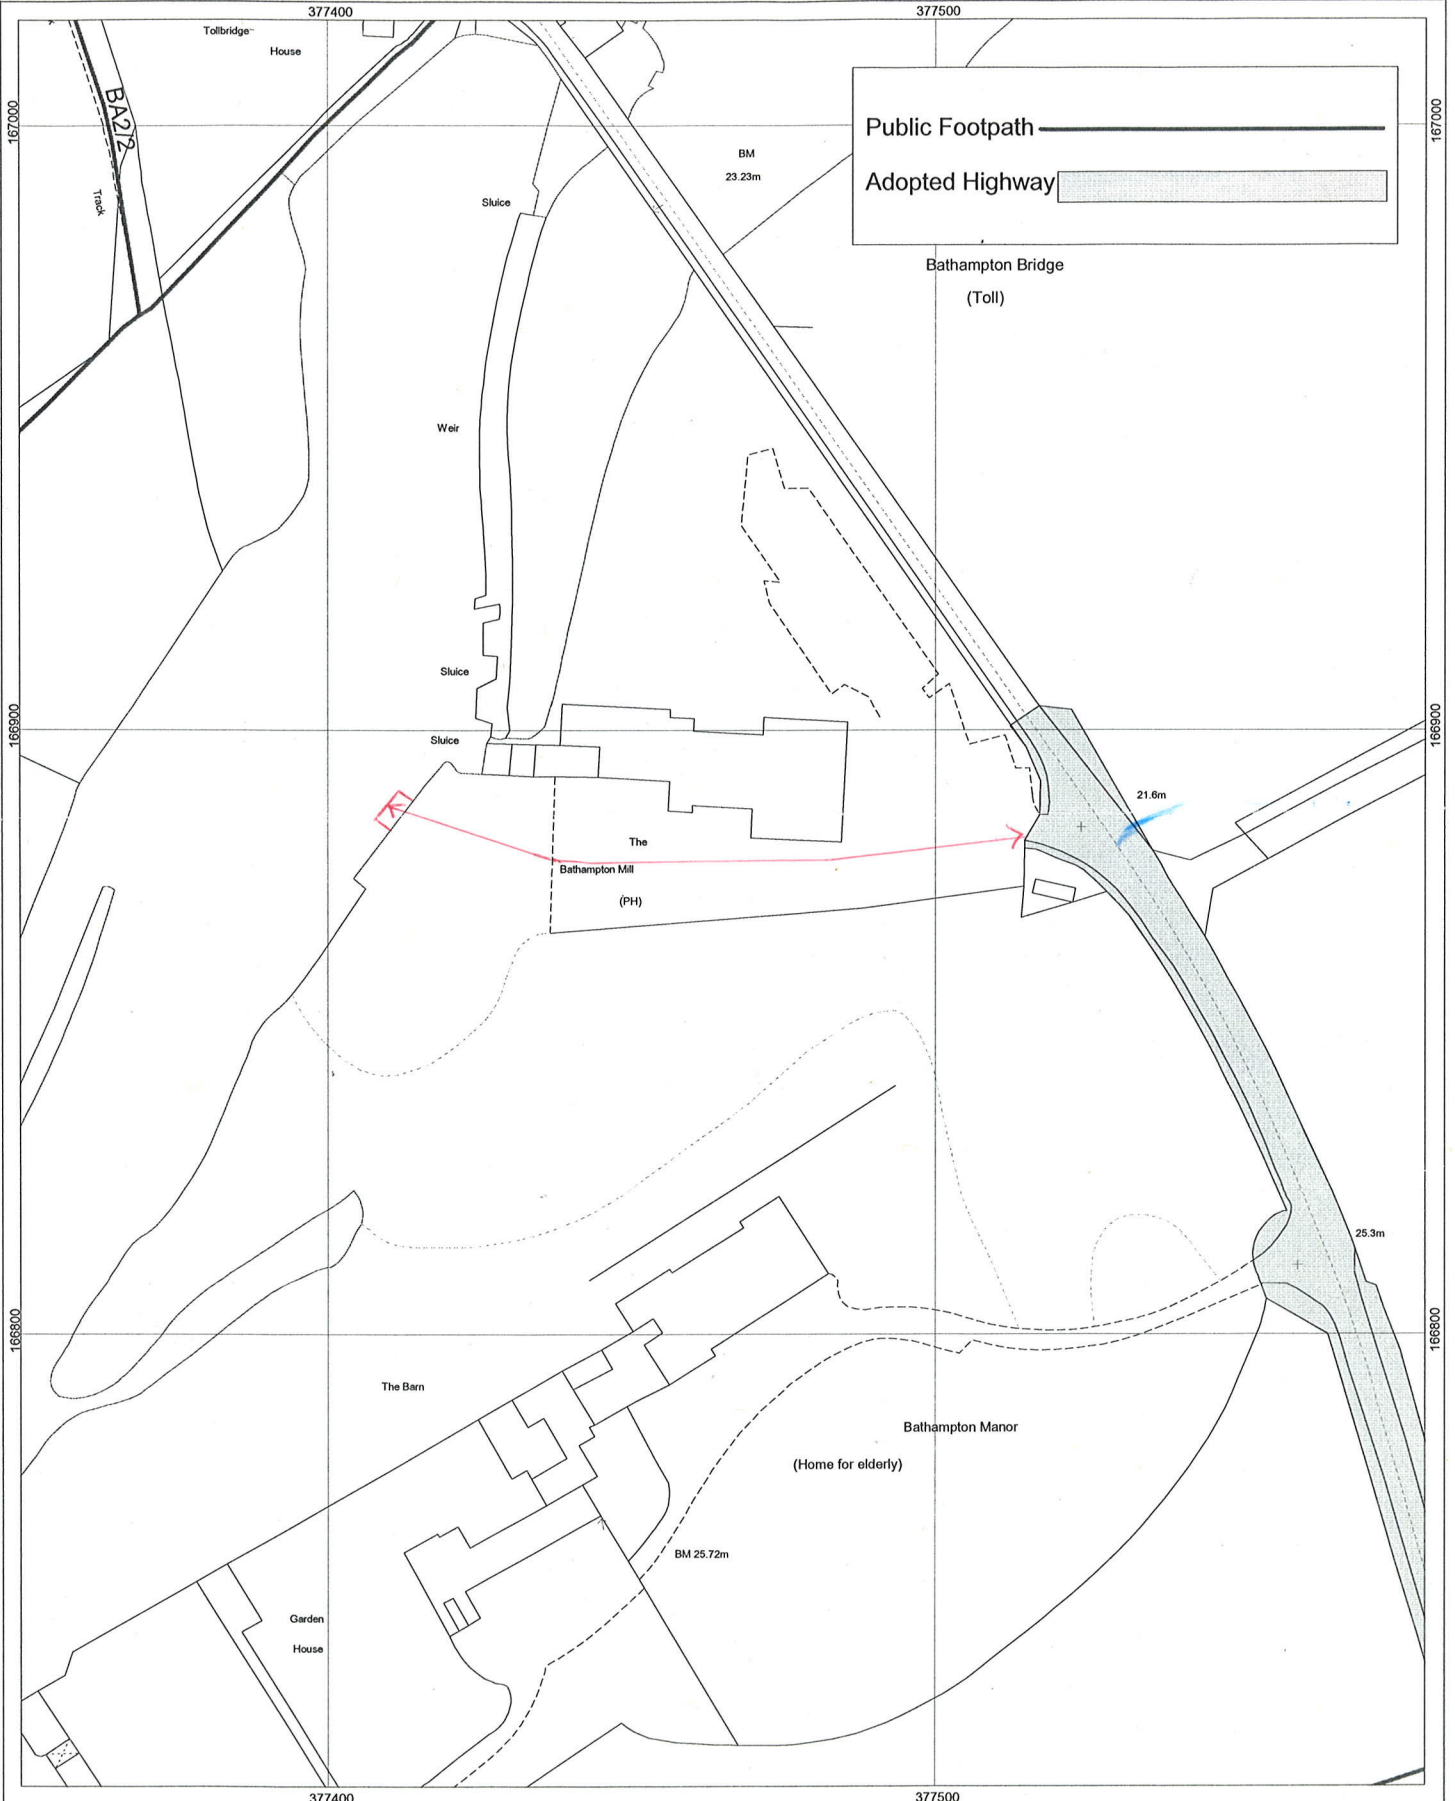 377400
377500
Tollbridge
House
167000
167000
BA2/2
Track
Public Footpath
Adopted Highway
BM
23.23m
Sluice
Bathampton Bridge
(Toll)
Weir
Sluice
Sluice
166900
166900
21.6m
The
Bathampton Mill
(PH)
25.3m
166800
166800
The Barn
Bathampton Manor
(Home for elderly)
BM 25.72m
Garden
House
377400
377500